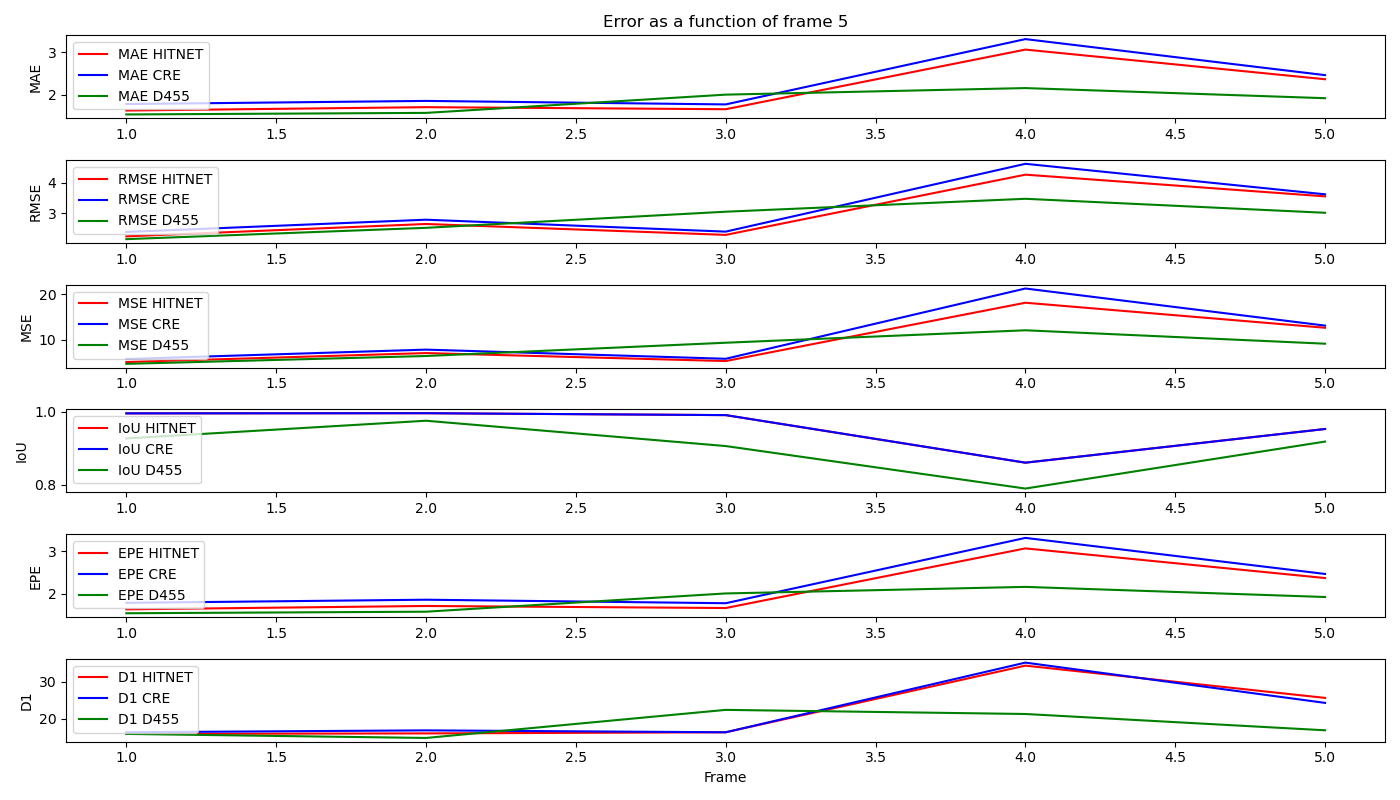 Error as a function of frame 5
MAE
3
2
MAE HITNET
MAE CRE
MAE D455
1.0 1.5 2.0 2.5 3.0 3.5 4.0 4.5 5.0
RMSE
4
3
RMSE HITNET
RMSE CRE
RMSE D455
1.0 1.5 2.0 2.5 3.0 3.5 4.0 4.5 5.0
MSE
20
10
MSE HITNET
MSE CRE
MSE D455
1.0 1.5 2.0 2.5 3.0 3.5 4.0 4.5 5.0
IoU
1.0
0.8
IoU HITNET
IoU CRE
IoU D455
1.0 1.5 2.0 2.5 3.0 3.5 4.0 4.5 5.0
EPE
3
2
EPE HITNET
EPE CRE
EPE D455
1.0 1.5 2.0 2.5 3.0 3.5 4.0 4.5 5.0
D1
30
20
D1 HITNET
D1 CRE
D1 D455
1.0 1.5 2.0 2.5 3.0 3.5 4.0 4.5 5.0
Frame